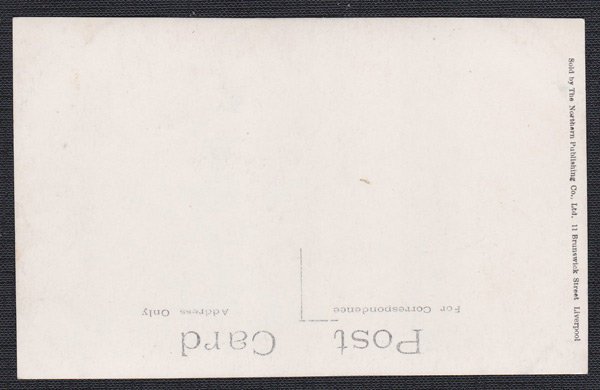 Post Card
For Correspondence
Address Only
Sold by The Northern Publishing Co., Ltd. 11 Brunswick Street Liverpool